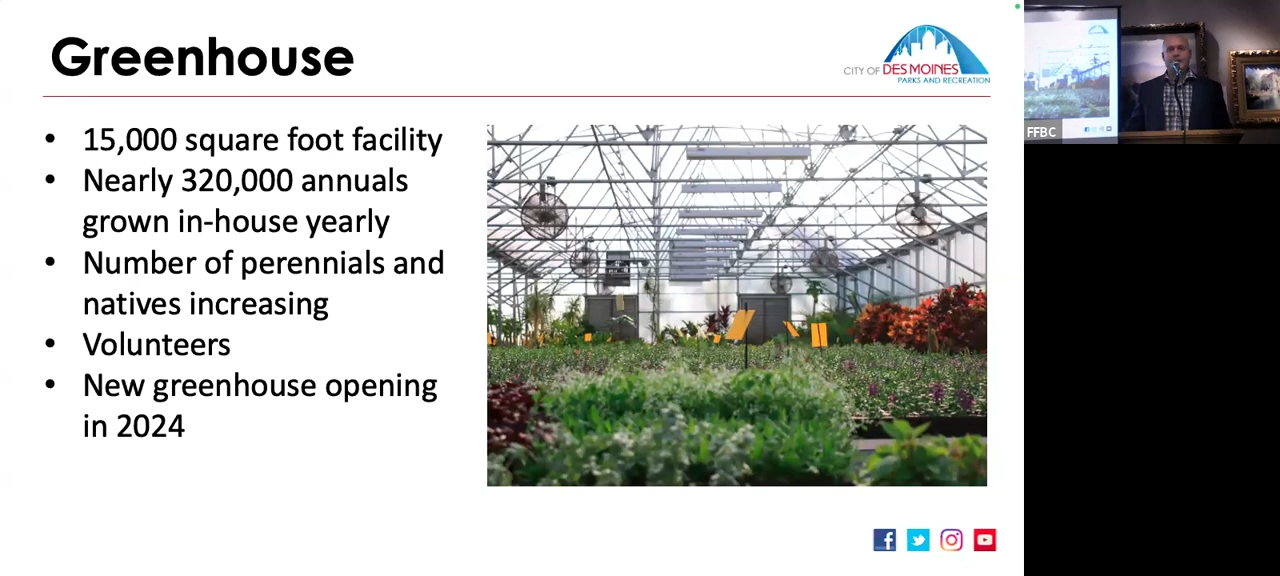 Greenhouse
CITY OF DES MOINES
PARKS AND RECREATION
• 15,000 square foot facility
• Nearly 320,000 annuals
grown in-house yearly
• Number of perennials and
natives increasing
• Volunteers
• New greenhouse opening
in 2024
FFBC